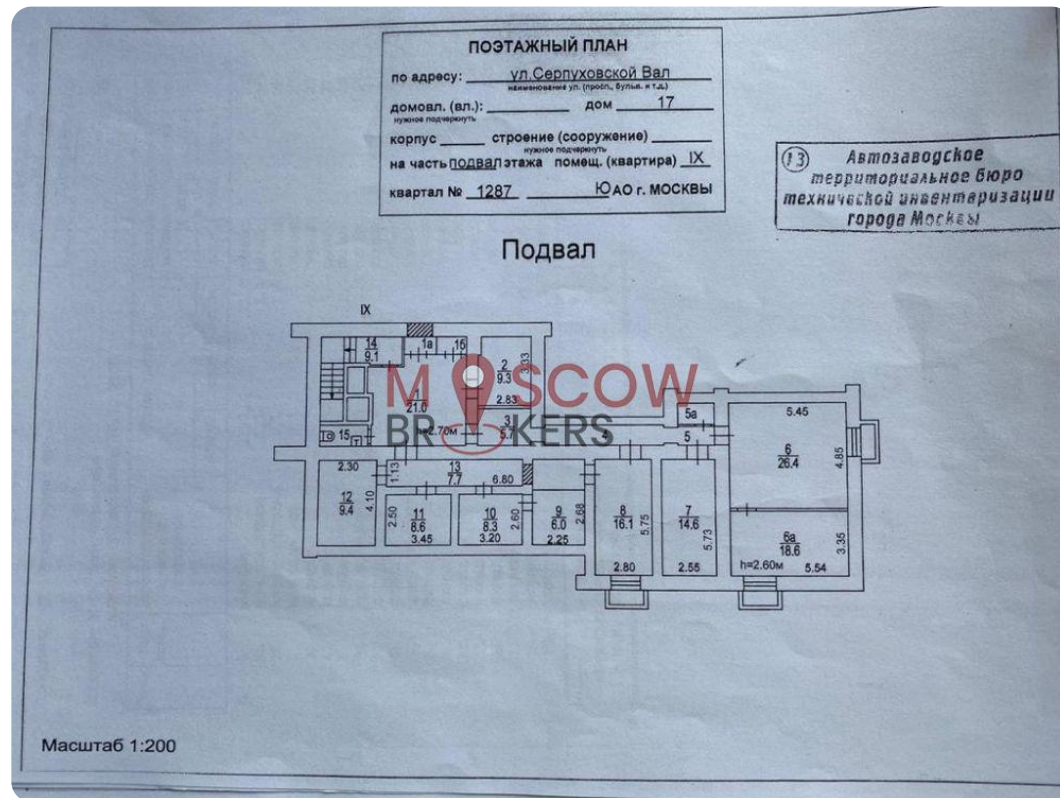 ПОЭТАЖНЫЙ ПЛАН
по адресу: ул.Серпуховской Вал
наименование ул. (просп., бульв. и т.д.)
домовл. (вл.): дом 17
нужное подчеркнуть
корпус строение (сооружение)
нужное подчеркнуть
на часть подвал этажа помещ. (квартира) IX
квартал № 1287 ЮАО г. МОСКВЫ
13 Автозаводское
территориальное бюро
технической инвентаризации
города Москвы
Подвал
IX
14
9.1
1а
1б
2
9.3
3.33
2.83
1
21.0
h=2.70м
3
5.7
15
MOSCOW
BROKERS
4
5а
5
5.45
6
26.4
4.85
2.30
1.13
13
7.7
6.80
12
9.4
4.10
2.50
11
8.6
3.45
10
8.3
2.60
3.20
9
6.0
2.68
2.25
8
16.1
5.75
2.80
7
14.6
5.73
2.55
6а
18.6
3.35
h=2.60м
5.54
Масштаб 1:200